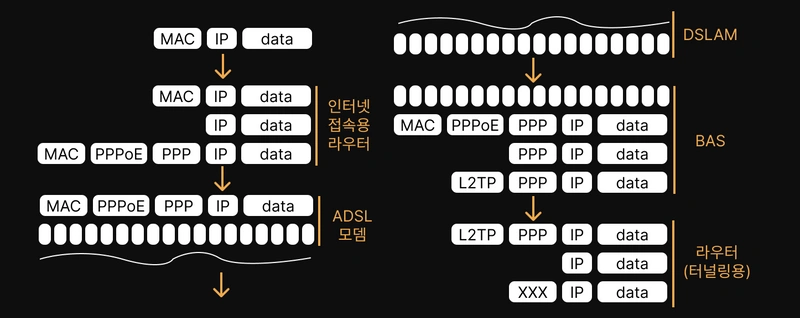 MAC IP data
MAC IP data
IP data
MAC PPPoE PPP IP data
인터넷
접속용
라우터
MAC PPPoE PPP IP data
ADSL
모뎀
DSLAM
MAC PPPoE PPP IP data
PPP IP data
L2TP PPP IP data
BAS
L2TP PPP IP data
IP data
XXX IP data
라우터
(터널링용)